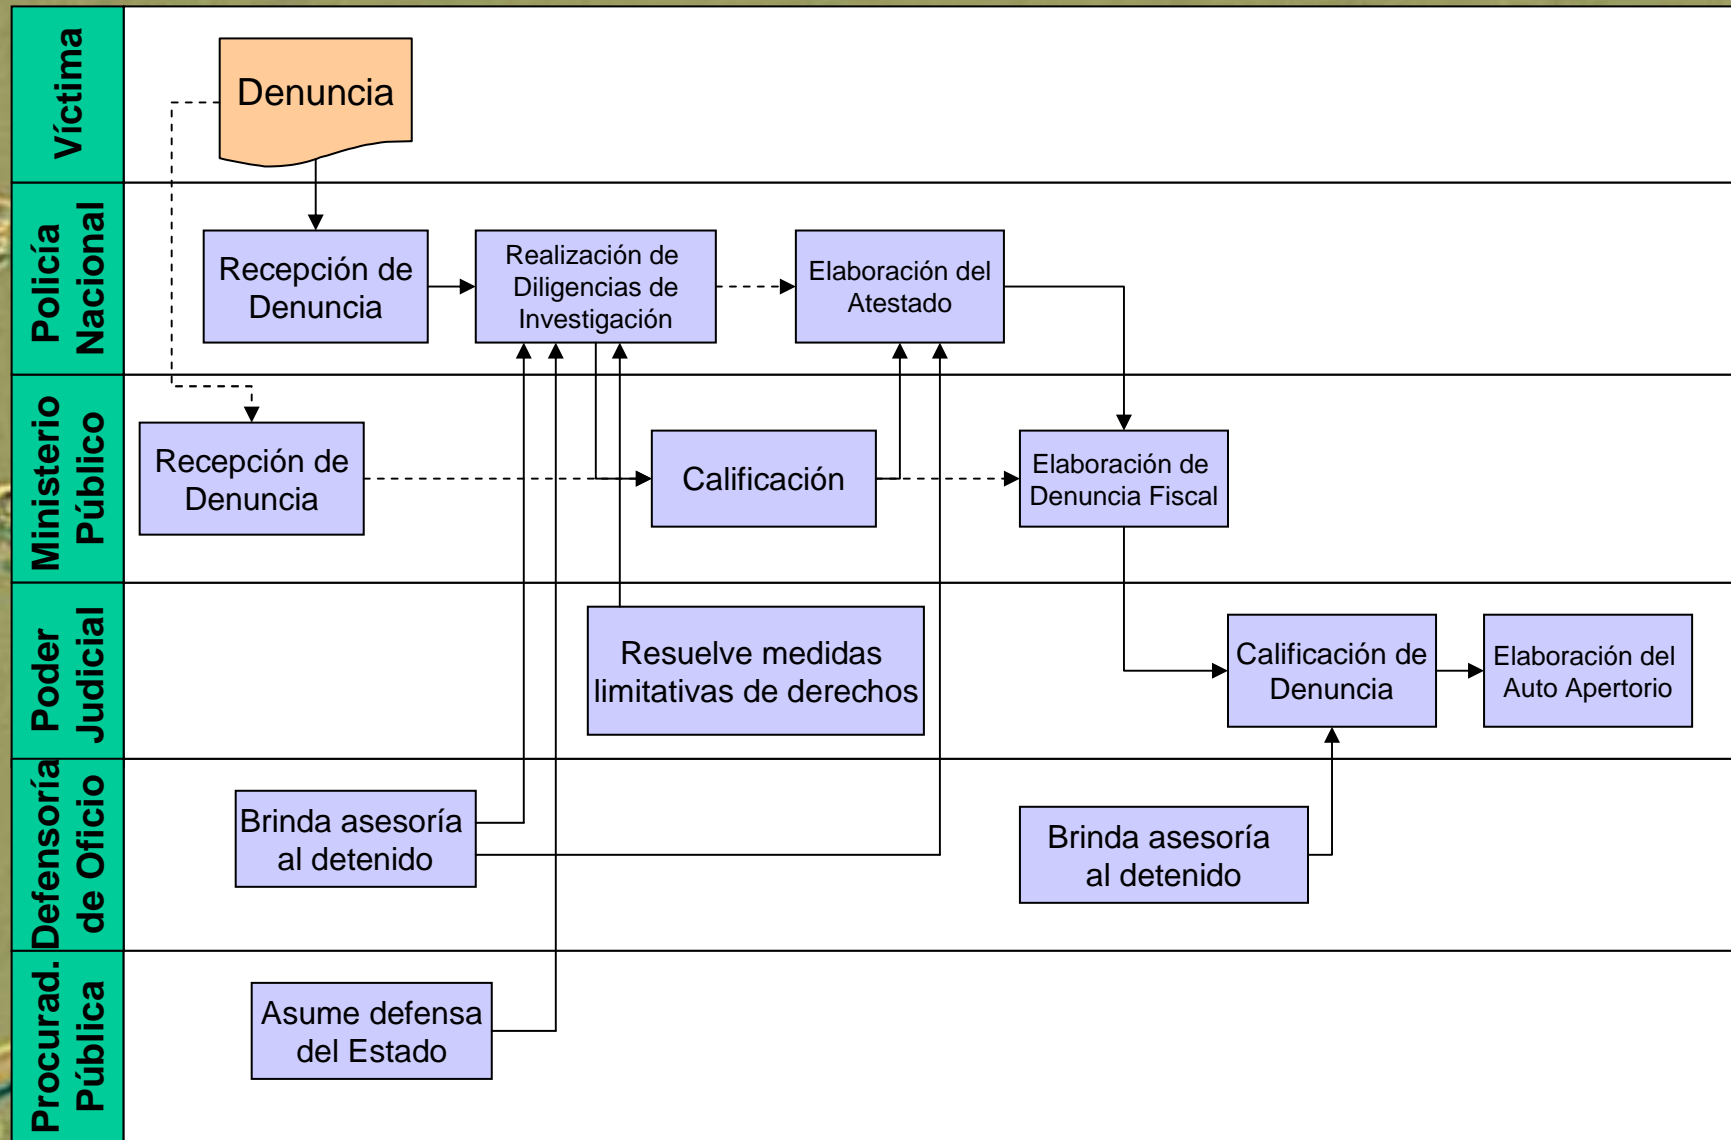 Víctima
Denuncia
Policía
Nacional
Recepción de
Denuncia
Realización de
Diligencias de
Investigación
Elaboración del
Atestado
Ministerio
Público
Recepción de
Denuncia
Calificación
Elaboración de
Denuncia Fiscal
Poder
Judicial
Resuelve medidas
limitativas de derechos
Calificación de
Denuncia
Elaboración del
Auto Apertorio
Defensoría
de Oficio
Brinda asesoría
al detenido
Brinda asesoría
al detenido
Procurad.
Pública
Asume defensa
del Estado